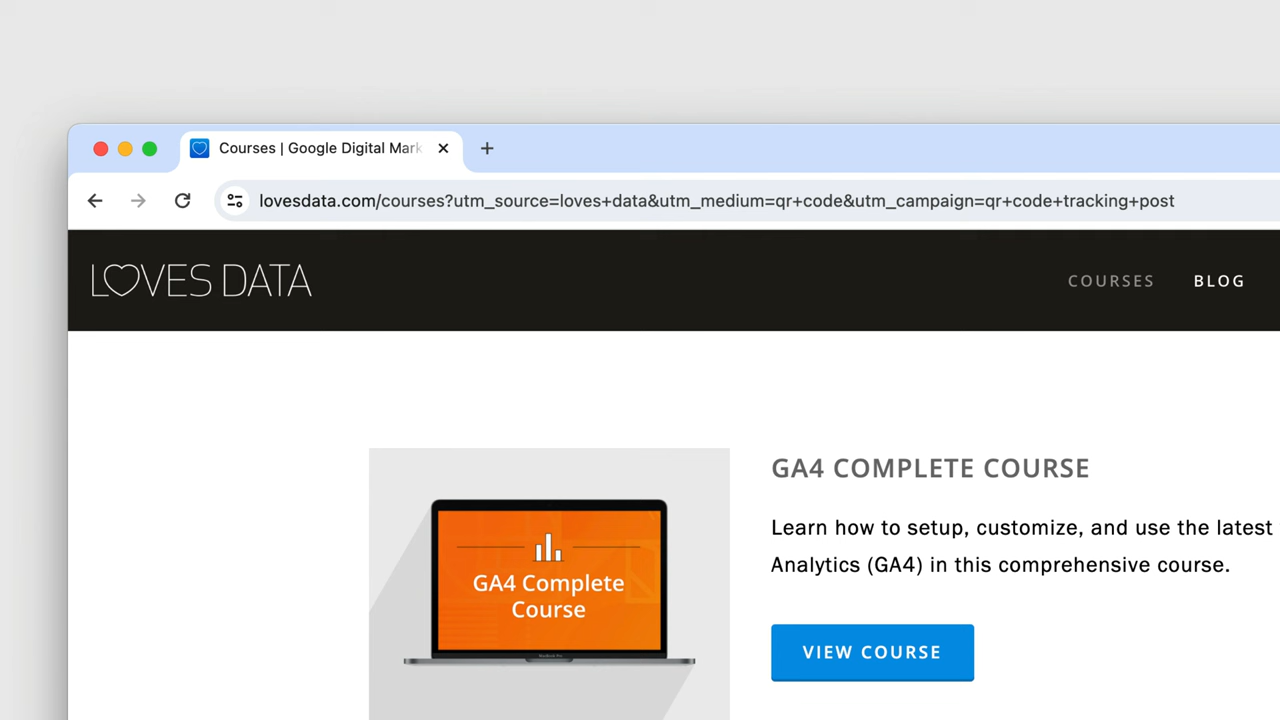 Courses | Google Digital Mark
lovesdata.com/courses?utm_source=loves+data&utm_medium=qr+code&utm_campaign=qr+code+tracking+post
LOVES DATA
COURSES
BLOG
GA4 COMPLETE COURSE
Learn how to setup, customize, and use the latest
Analytics (GA4) in this comprehensive course.
VIEW COURSE
GA4 Complete
Course